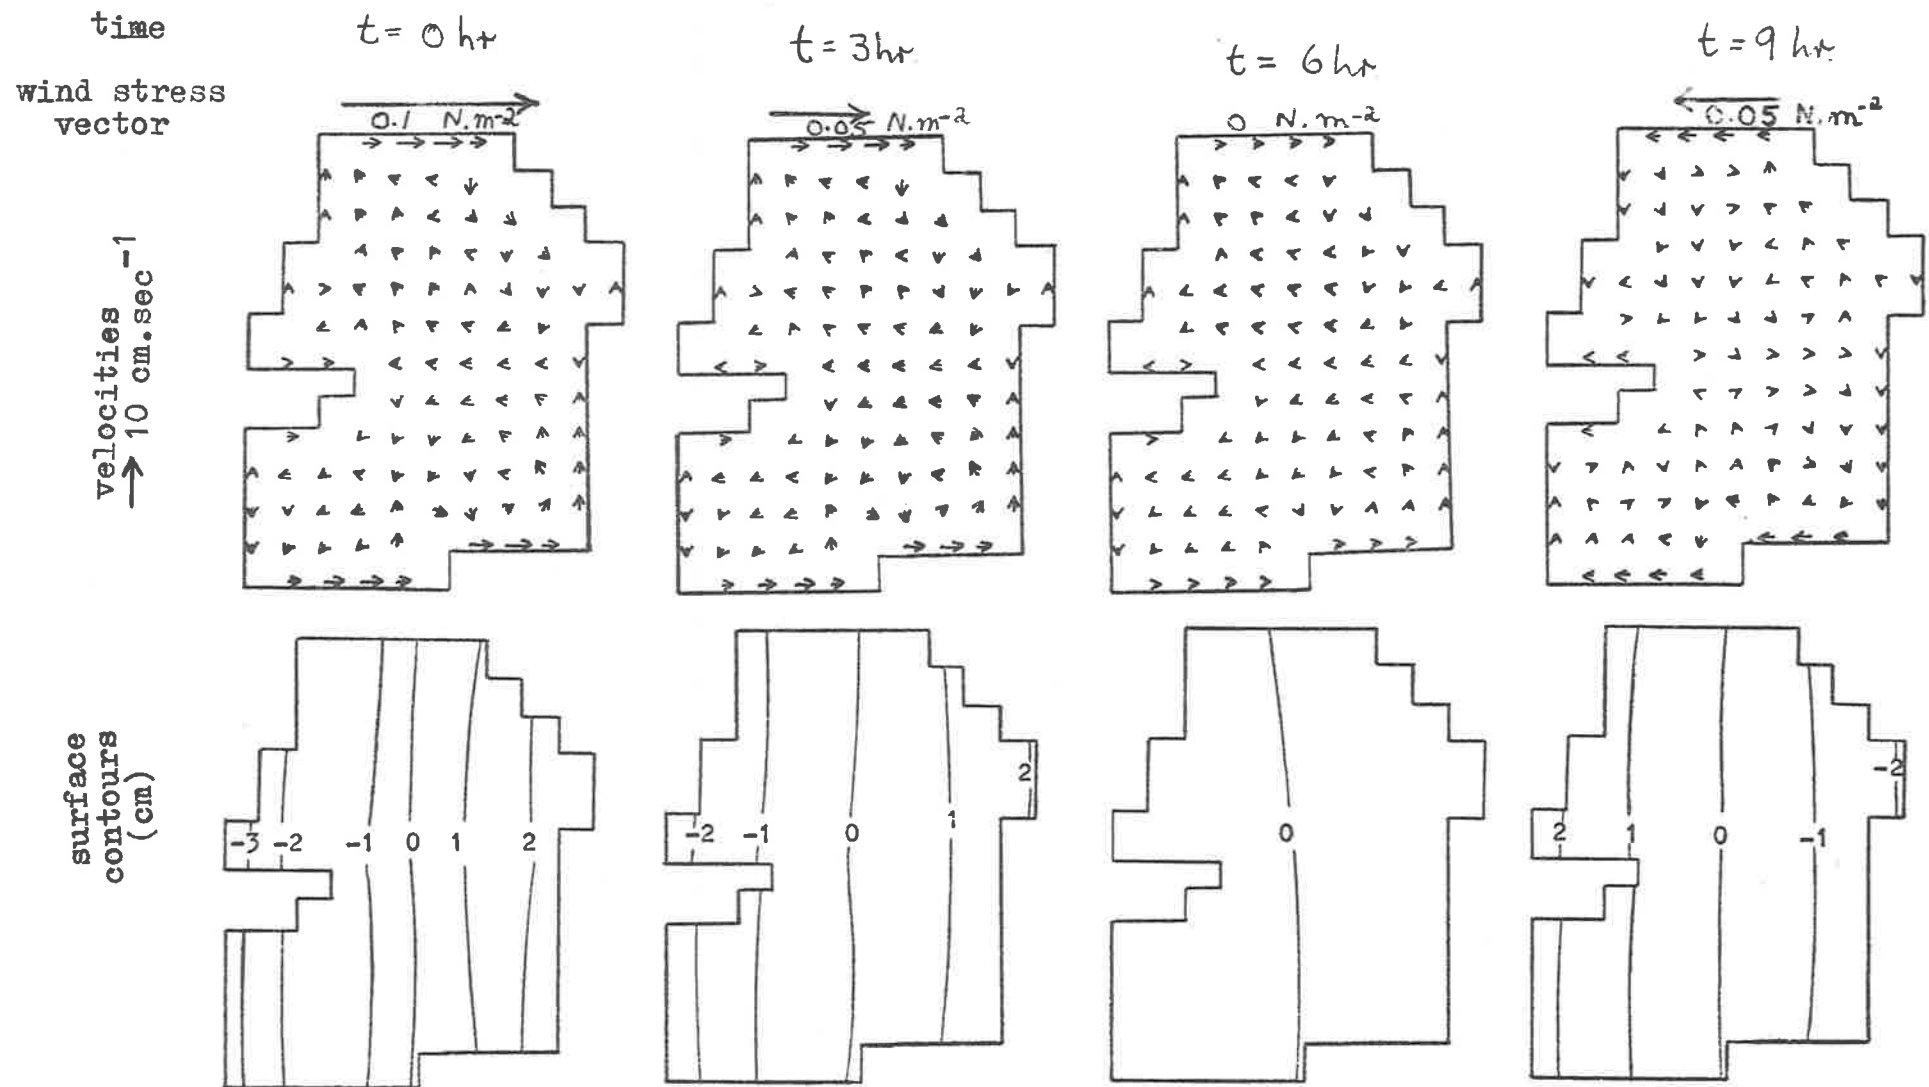 time
t = 0 hr
t = 3hr
t = 6hr
t = 9 hr.
wind stress
vector
0.1 N.m-2
0.05 N.m-2
0 N.m-2
0.05 N.m-2
velocities
→ 10 cm.sec-1
surface
contours
(cm)
-3 -2 -1 0 1 2
-2 -1 0 1 2
0
2 1 0 -1 -2